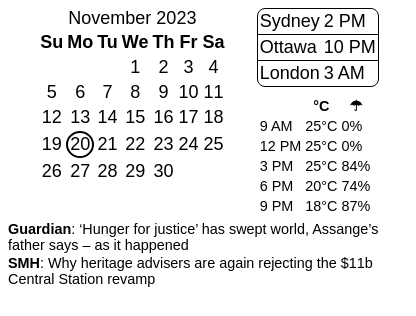 November 2023
Su Mo Tu We Th Fr Sa
1 2 3 4
5 6 7 8 9 10 11
12 13 14 15 16 17 18
19 20 21 22 23 24 25
26 27 28 29 30
Sydney 2 PM
Ottawa 10 PM
London 3 AM
°C ☂
9 AM 25°C 0%
12 PM 25°C 0%
3 PM 25°C 84%
6 PM 20°C 74%
9 PM 18°C 87%
Guardian: ‘Hunger for justice’ has swept world, Assange’s
father says – as it happened
SMH: Why heritage advisers are again rejecting the $11b
Central Station revamp